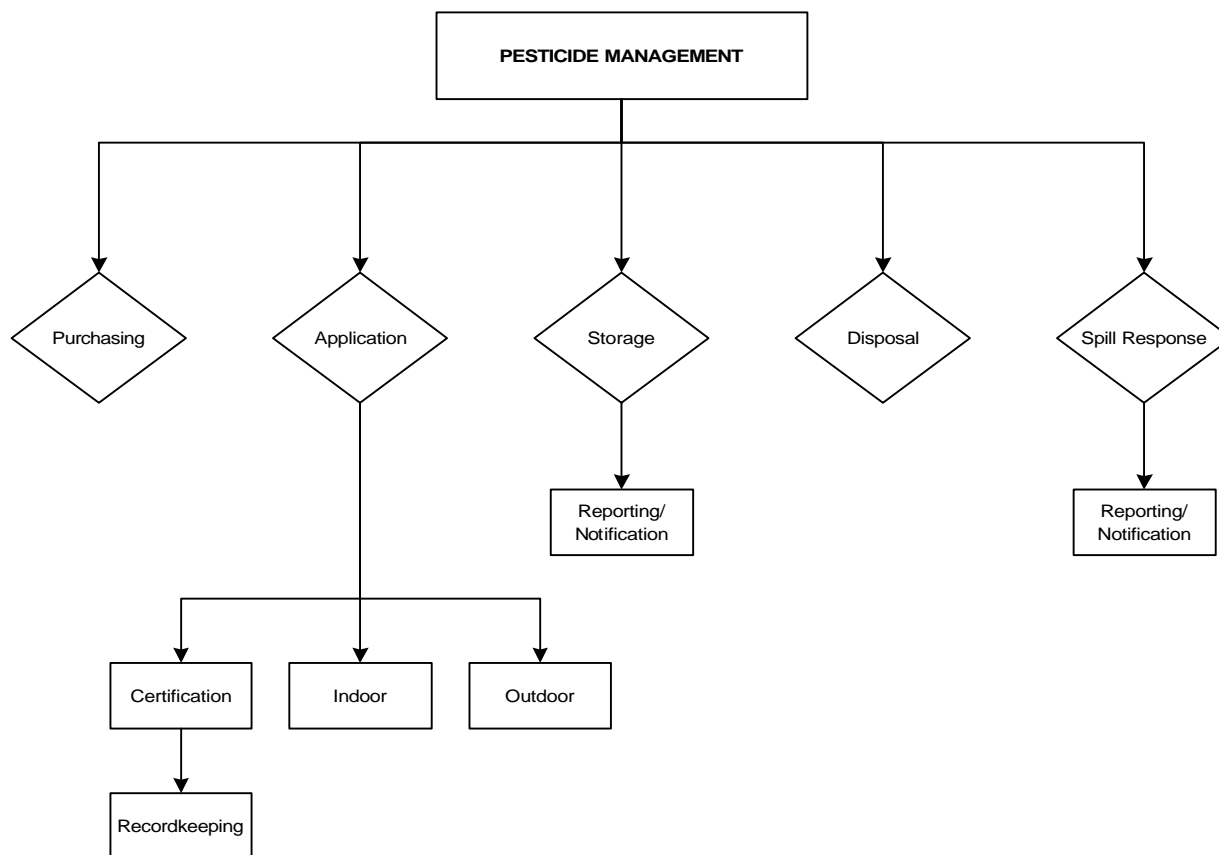 PESTICIDE MANAGEMENT
Purchasing
Application
Storage
Disposal
Spill Response
Reporting/
Notification
Reporting/
Notification
Certification
Indoor
Outdoor
Recordkeeping